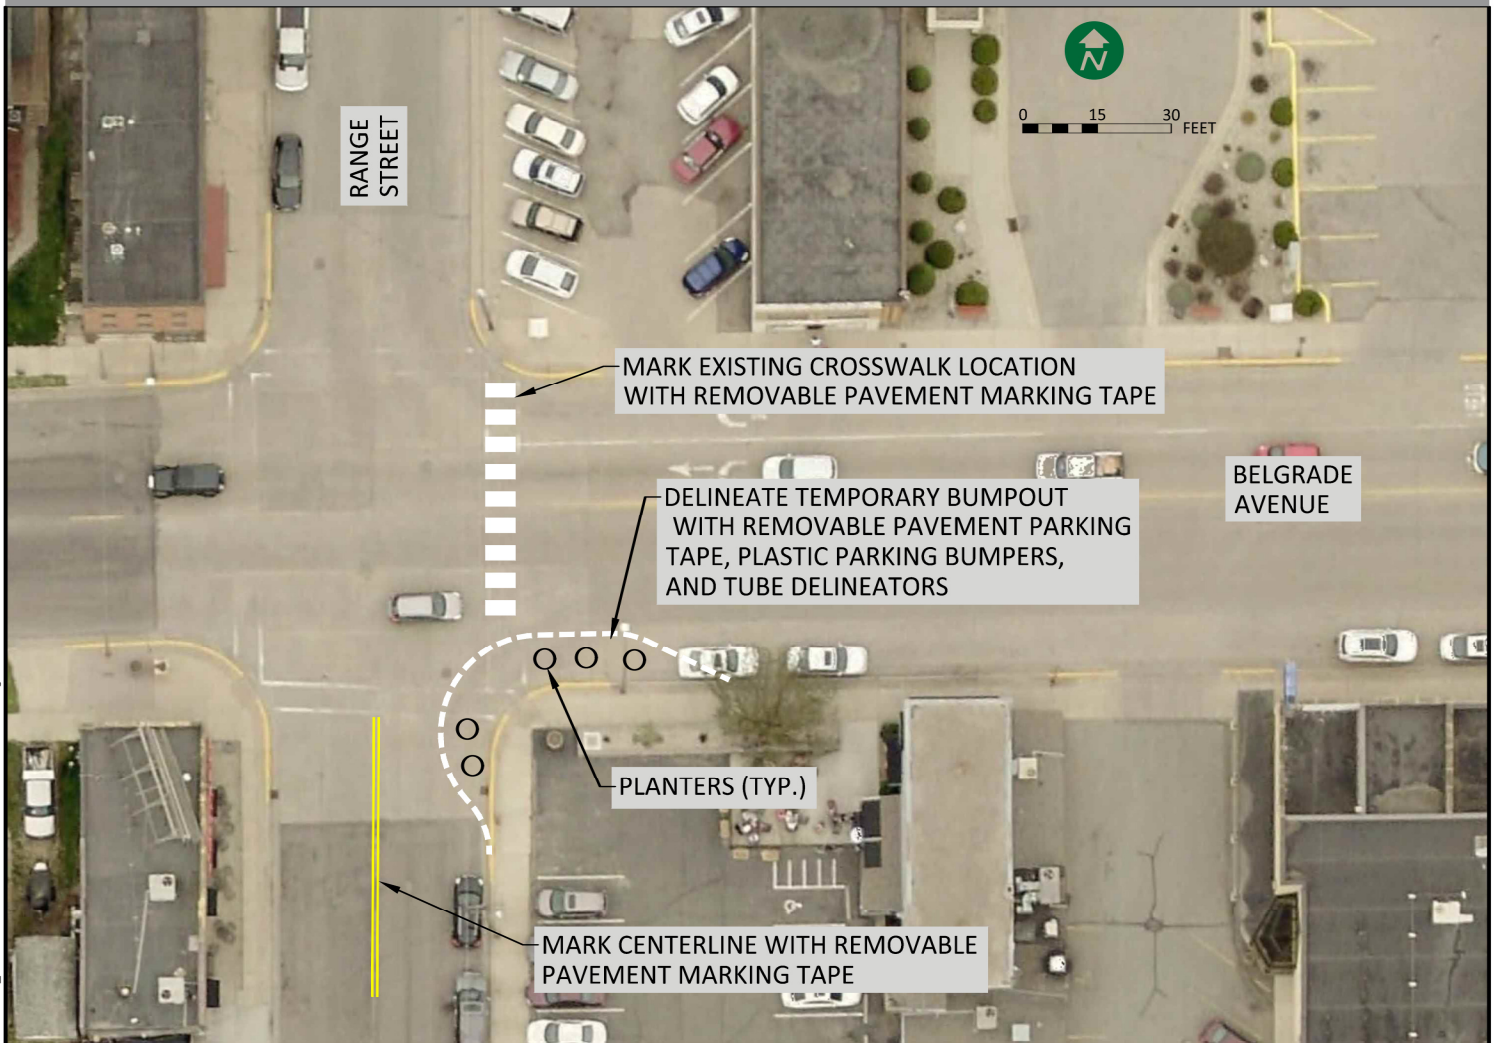 N
0 15 30
FEET
RANGE
STREET
MARK EXISTING CROSSWALK LOCATION
WITH REMOVABLE PAVEMENT MARKING TAPE
BELGRADE
AVENUE
DELINEATE TEMPORARY BUMPOUT
WITH REMOVABLE PAVEMENT PARKING
TAPE, PLASTIC PARKING BUMPERS,
AND TUBE DELINEATORS
PLANTERS (TYP.)
MARK CENTERLINE WITH REMOVABLE
PAVEMENT MARKING TAPE